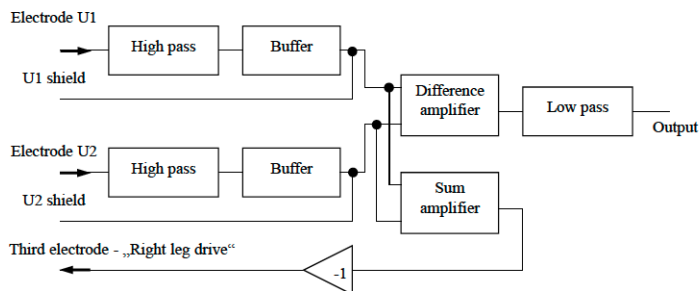 Electrode U1
High pass
Buffer
U1 shield
Difference
amplifier
Low pass
Output
Electrode U2
High pass
Buffer
U2 shield
Sum
amplifier
Third electrode - „Right leg drive“
-1